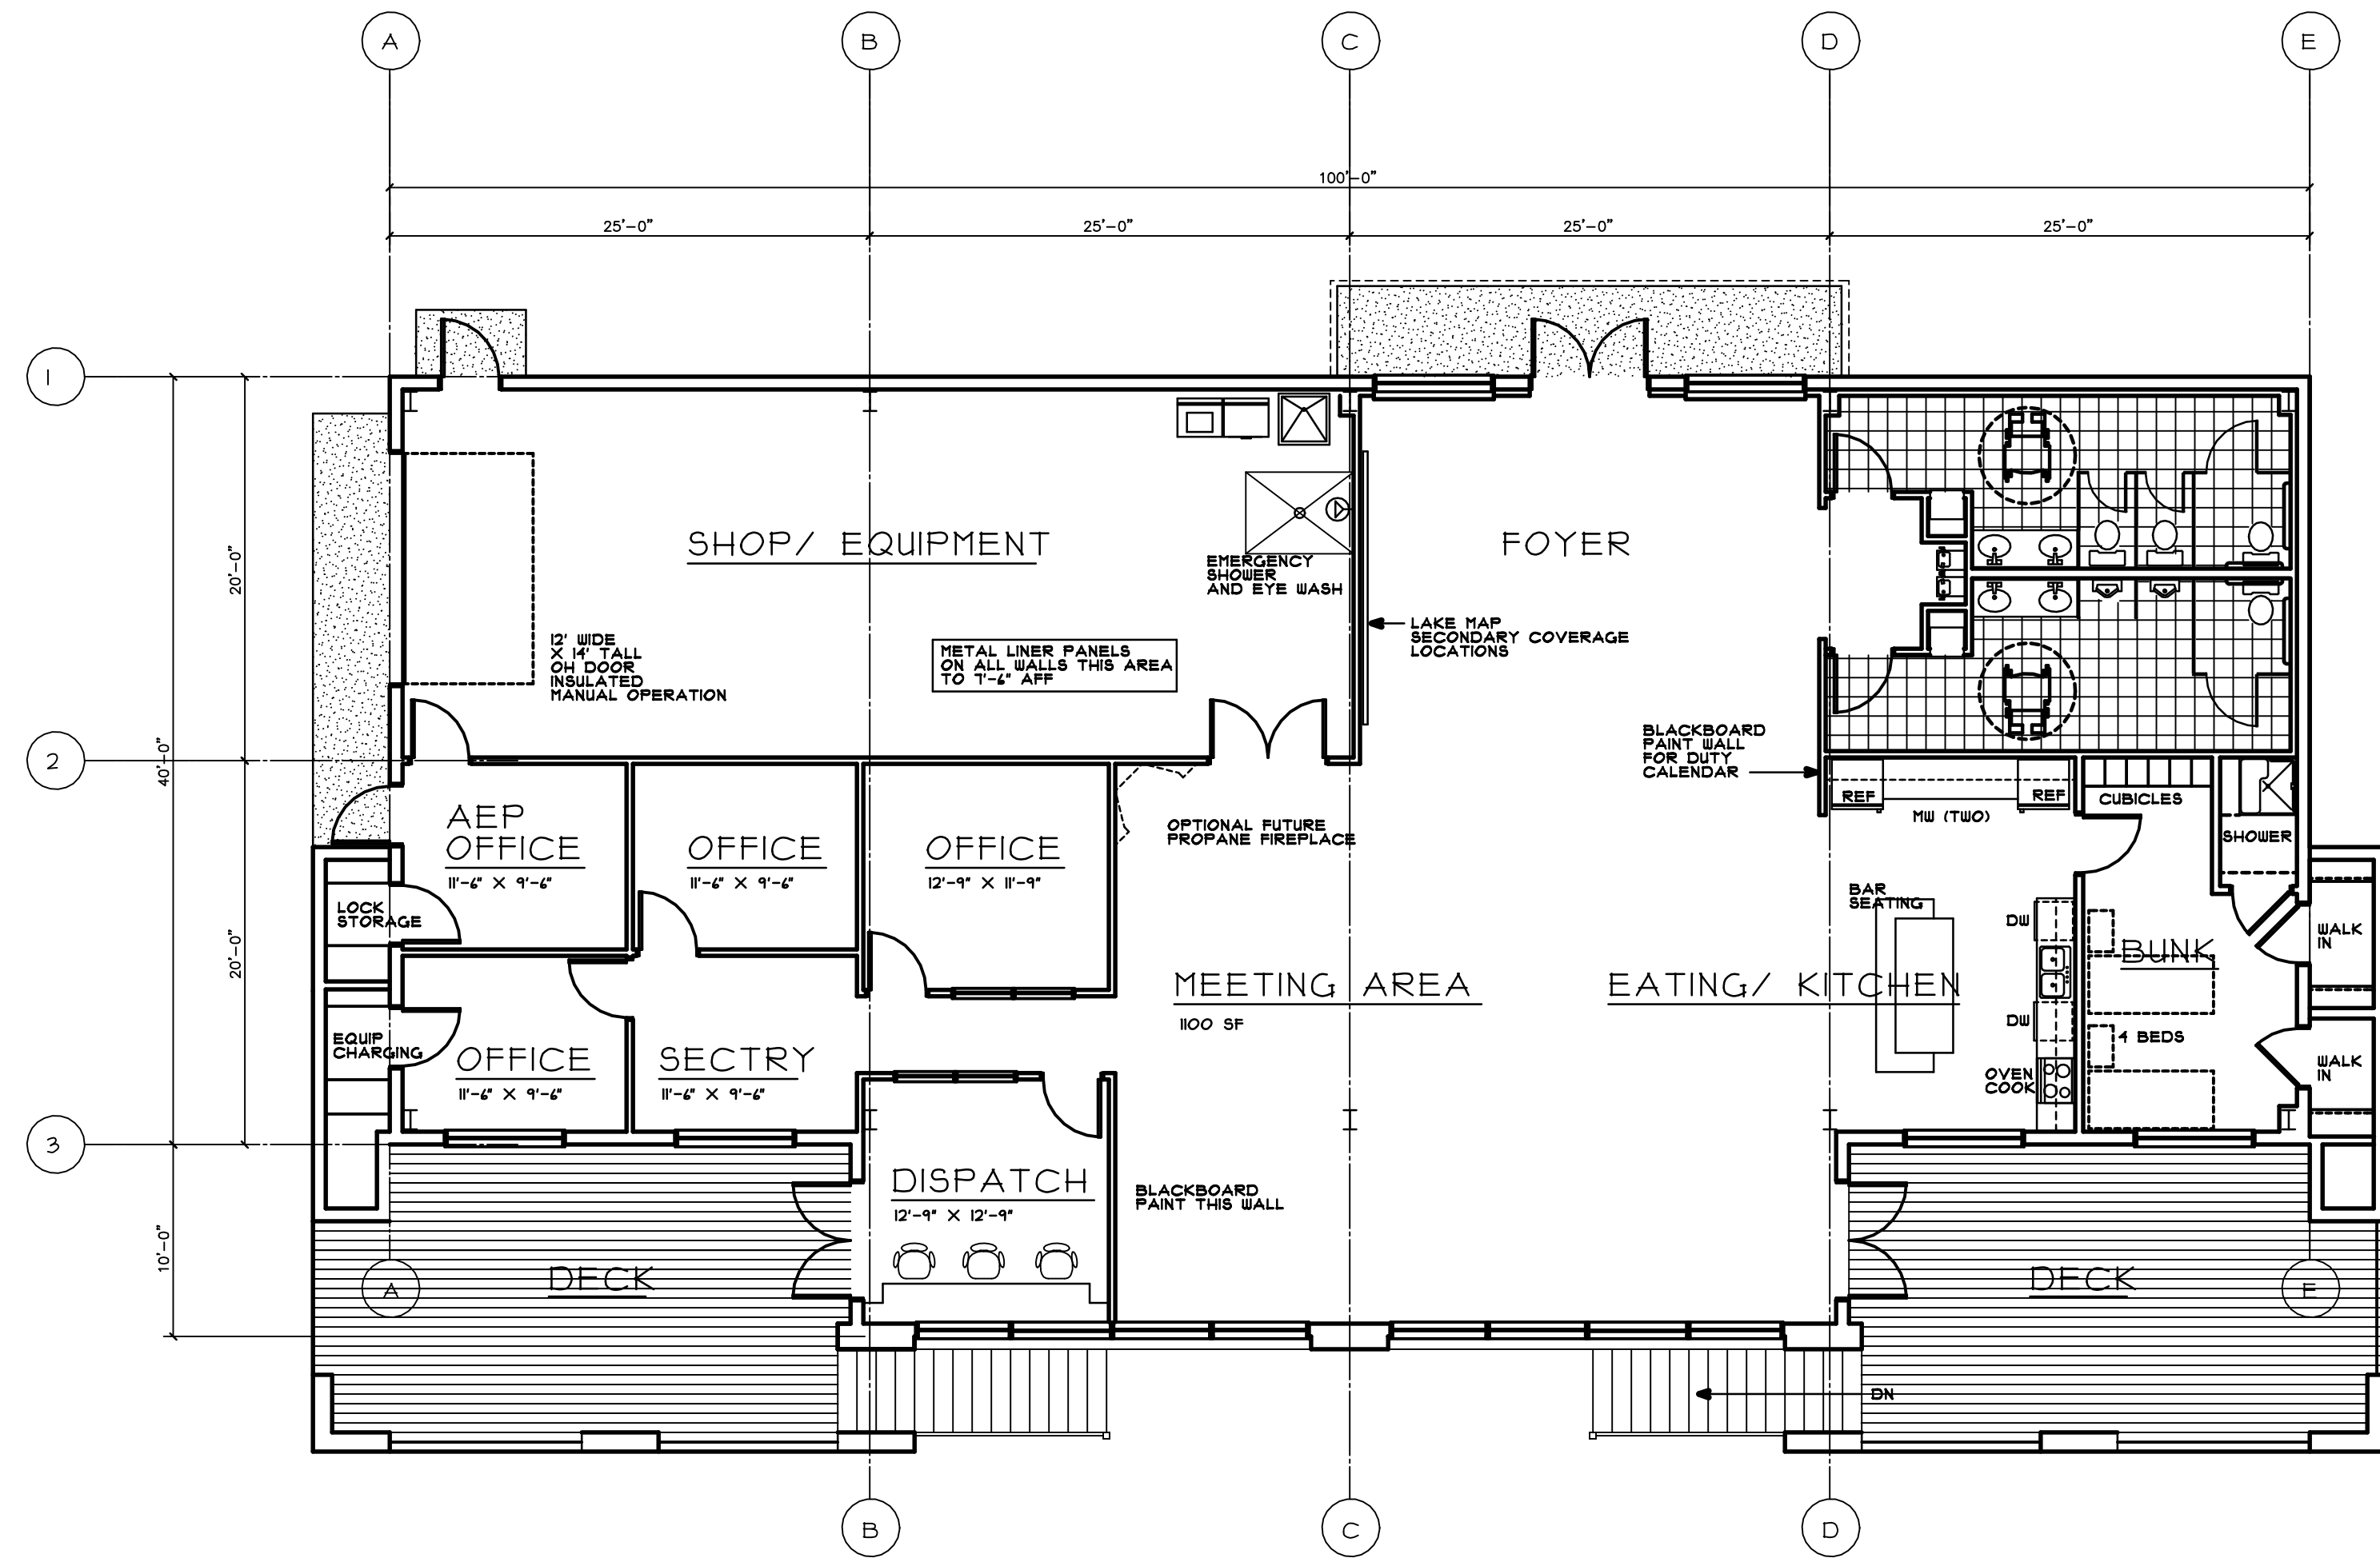 A
B
C
D
E
100'-0"
25'-0"
25'-0"
25'-0"
25'-0"
1
2
3
20'-0"
40'-0"
20'-0"
10'-0"
SHOP/ EQUIPMENT
12' WIDE
X 14' TALL
OH DOOR
INSULATED
MANUAL OPERATION
METAL LINER PANELS
ON ALL WALLS THIS AREA
TO 7'-6" AFF
EMERGENCY
SHOWER
AND EYE WASH
FOYER
LAKE MAP
SECONDARY COVERAGE
LOCATIONS
BLACKBOARD
PAINT WALL
FOR DUTY
CALENDAR
AEP
OFFICE
11'-6" X 9'-6"
OFFICE
11'-6" X 9'-6"
OFFICE
12'-9" X 11'-9"
OPTIONAL FUTURE
PROPANE FIREPLACE
REF
REF
MW (TWO)
CUBICLES
SHOWER
LOCK
STORAGE
EQUIP
CHARGING
OFFICE
11'-6" X 9'-6"
SECTRY
11'-6" X 9'-6"
MEETING AREA
1100 SF
EATING/ KITCHEN
BAR
SEATING
DW
DW
OVEN
COOK
BUNK
4 BEDS
WALK
IN
WALK
IN
DISPATCH
12'-9" X 12'-9"
BLACKBOARD
PAINT THIS WALL
DECK
A
DECK
E
DN
B
C
D